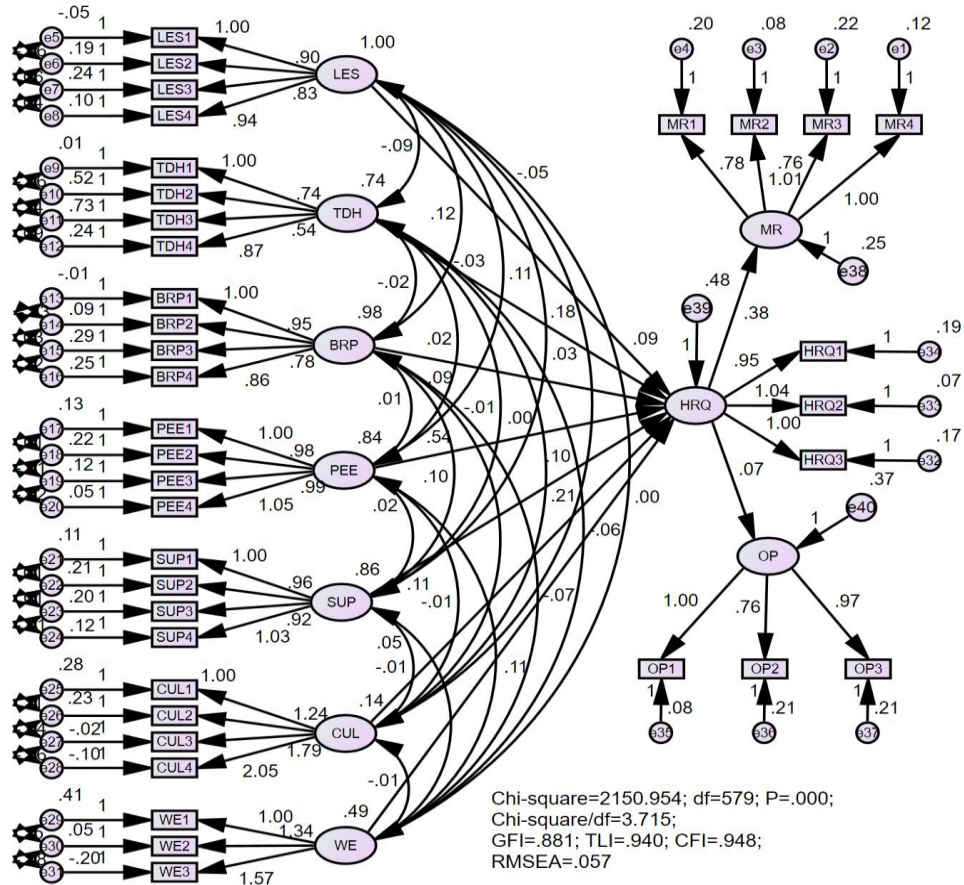 -.05 1
e5 LES1 1.00
.19 1
e6 LES2 .90
.24 1
e7 LES3 .83
.10 1
e8 LES4 .94
LES 1.00
.01 1
e9 TDH1 1.00
.52 1
e10 TDH2 .74
.73 1
e11 TDH3 .54
.24 1
e12 TDH4 .87
TDH .74
-.01 1
e13 BRP1 1.00
.09 1
e14 BRP2 .95
.29 1
e15 BRP3 .78
.25 1
e16 BRP4 .86
BRP .98
.13 1
e17 PEE1 1.00
.22 1
e18 PEE2 .98
.12 1
e19 PEE3 .99
.05 1
e20 PEE4 1.05
PEE .84
.11 1
e21 SUP1 1.00
.21 1
e22 SUP2 .96
.20 1
e23 SUP3 .92
.12 1
e24 SUP4 1.03
SUP .86
.28 1
e25 CUL1 1.00
.23 1
e26 CUL2 1.24
-.02 1
e27 CUL3 1.79
-.10 1
e28 CUL4 2.05
CUL .14
.41 1
e29 WE1 1.00
.05 1
e30 WE2 1.34
-.20 1
e31 WE3 1.57
WE .49
-.09
-.05
.12
-.03
.11
-.02
.18
.09
.02
.03
.09
.01
-.01
.00
.54
.10
.10
.21
.00
.02
-.06
.11
-.01
-.07
.05
-.01
.11
-.01
.20 .08 .22 .12
e4 e3 e2 e1
1 1 1 1
MR1 MR2 MR3 MR4
.78 .76 1.01 1.00
MR
1 .25
e38
.48
.38
e39
1
HRQ
.95 HRQ1 1 e34 .19
1.04 HRQ2 1 e33 .07
1.00 HRQ3 1 e32 .17
.07
.37
e40
1
OP
1.00 .76 .97
OP1 OP2 OP3
1 .08 1 .21 1 .21
e35 e36 e37
Chi-square=2150.954; df=579; P=.000;
Chi-square/df=3.715;
GFI=.881; TLI=.940; CFI=.948;
RMSEA=.057